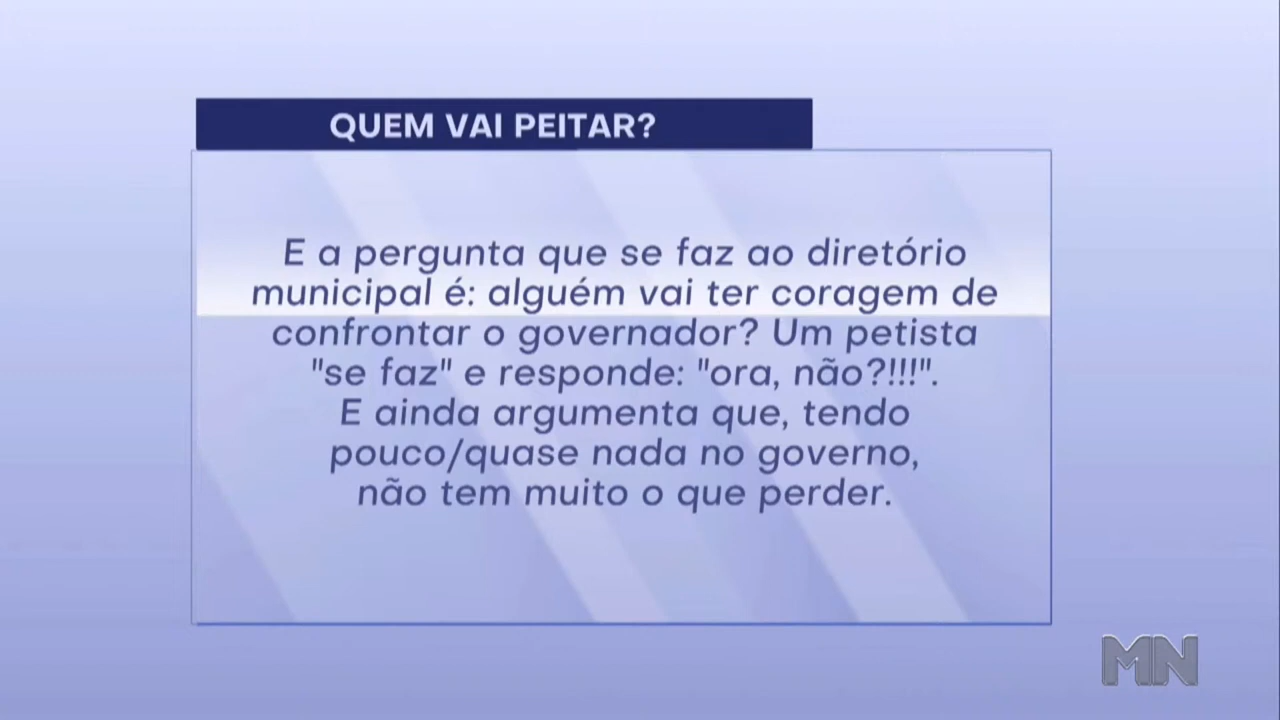 QUEM VAI PEITAR?
E a pergunta que se faz ao diretório
municipal é: alguém vai ter coragem de
confrontar o governador? Um petista
"se faz" e responde: "ora, não?!!!".
E ainda argumenta que, tendo
pouco/quase nada no governo,
não tem muito o que perder.
MN